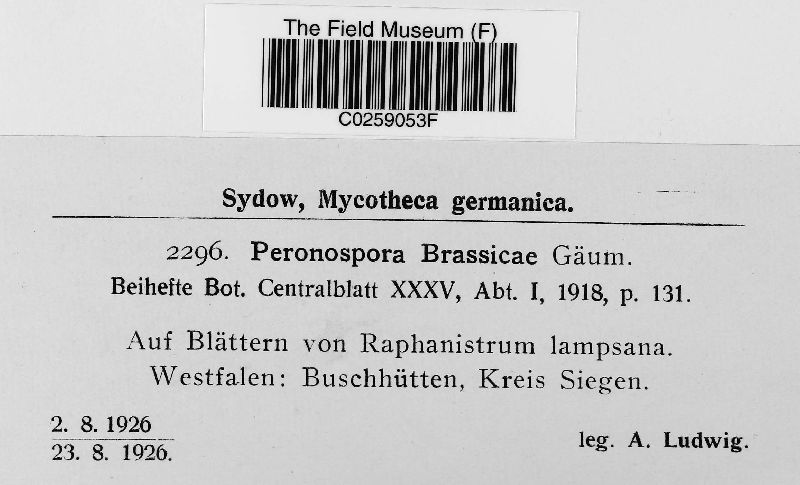 The Field Museum (F)
C0259053F
Sydow, Mycotheca germanica.
2296. Peronospora Brassicae Gäum.
Beihefte Bot. Centralblatt XXXV, Abt. I, 1918, p. 131.
Auf Blättern von Raphanistrum lampsana.
Westfalen: Buschhütten, Kreis Siegen.
2. 8. 1926
23. 8. 1926.
leg. A. Ludwig.